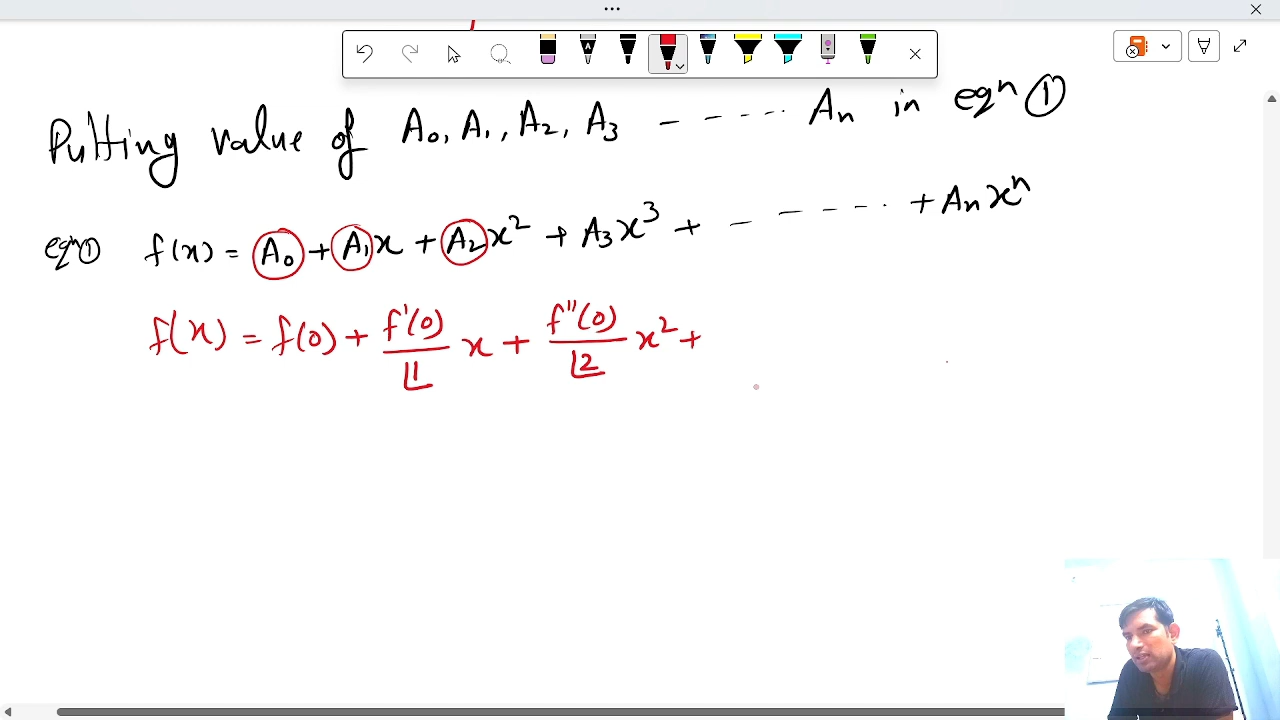 Putting value of A₀, A₁, A₂, A₃ ------- Aₙ in eqⁿ ①
eqⁿ① f(x) = A₀ + A₁x + A₂x² + A₃x³ + ------ + Aₙxⁿ
f(x) = f(0) + f'(0)/⌊1 x + f''(0)/⌊2 x² +